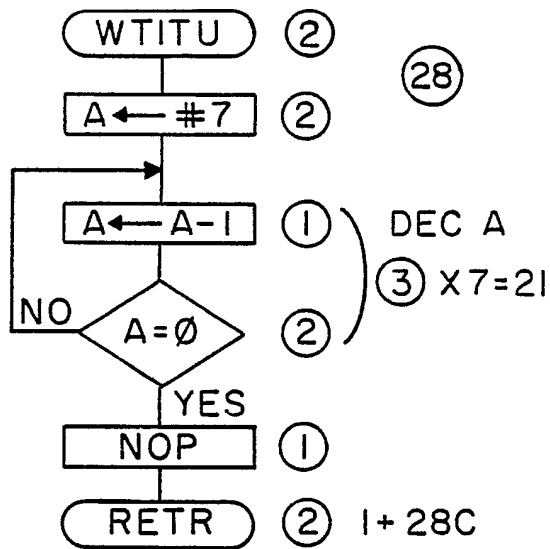 WTITU 2
28
A ← #7 2
A ← A-1 1 DEC A
3 X7=21
NO A=Ø 2
YES
NOP 1
RETR 2 1+28C